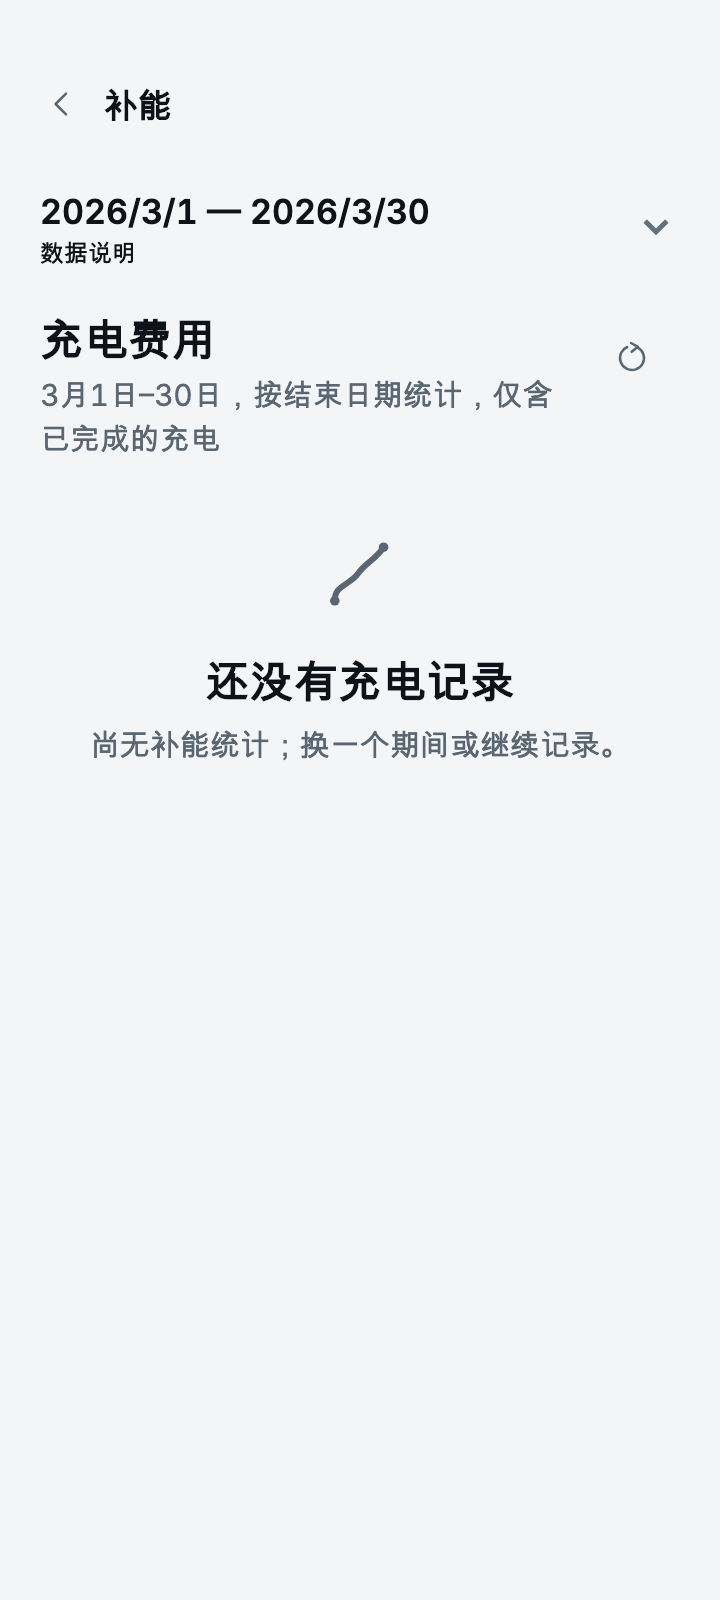 补能
2026/3/1 — 2026/3/30
数据说明
充电费用
3月1日–30日，按结束日期统计，仅含
已完成的充电
还没有充电记录
尚无补能统计；换一个期间或继续记录。